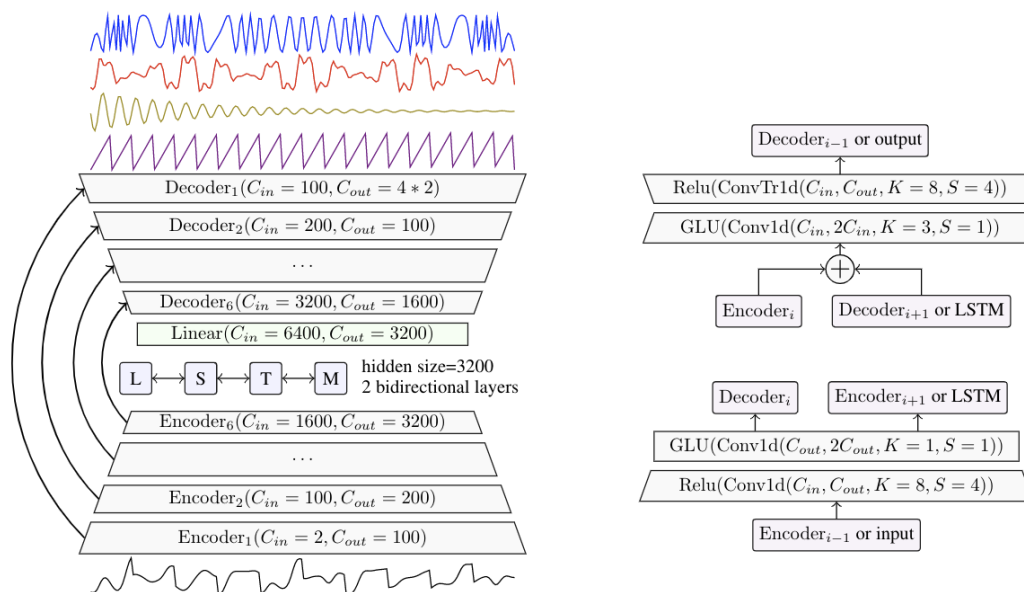 Decoder₁(C_in = 100, C_out = 4 * 2)
Decoder₂(C_in = 200, C_out = 100)
...
Decoder₆(C_in = 3200, C_out = 1600)
Linear(C_in = 6400, C_out = 3200)
L S T M
hidden size=3200
2 bidirectional layers
Encoder₆(C_in = 1600, C_out = 3200)
...
Encoder₂(C_in = 100, C_out = 200)
Encoder₁(C_in = 2, C_out = 100)
Decoder_{i−1} or output
Relu(ConvTr1d(C_in, C_out, K = 8, S = 4))
GLU(Conv1d(C_in, 2C_in, K = 3, S = 1))
+
Encoder_i
Decoder_{i+1} or LSTM
Decoder_i
Encoder_{i+1} or LSTM
GLU(Conv1d(C_out, 2C_out, K = 1, S = 1))
Relu(Conv1d(C_in, C_out, K = 8, S = 4))
Encoder_{i−1} or input